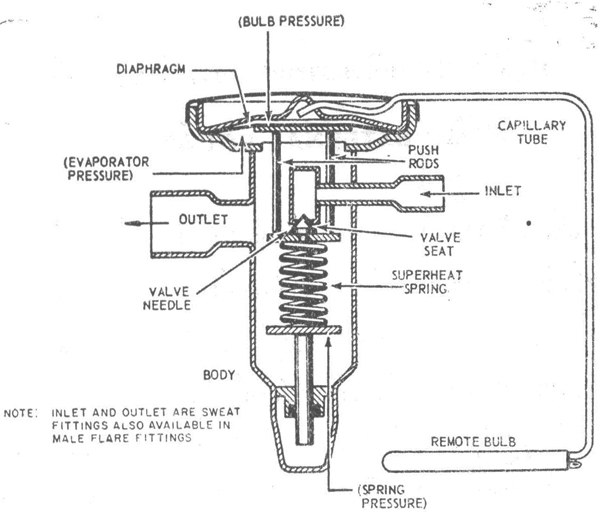 (BULB PRESSURE)
DIAPHRAGM
CAPILLARY
TUBE
(EVAPORATOR
PRESSURE)
PUSH
RODS
INLET
OUTLET
VALVE
SEAT
VALVE
NEEDLE
SUPERHEAT
SPRING
BODY
NOTE: INLET AND OUTLET ARE SWEAT
FITTINGS ALSO AVAILABLE IN
MALE FLARE FITTINGS
REMOTE BULB
(SPRING
PRESSURE)